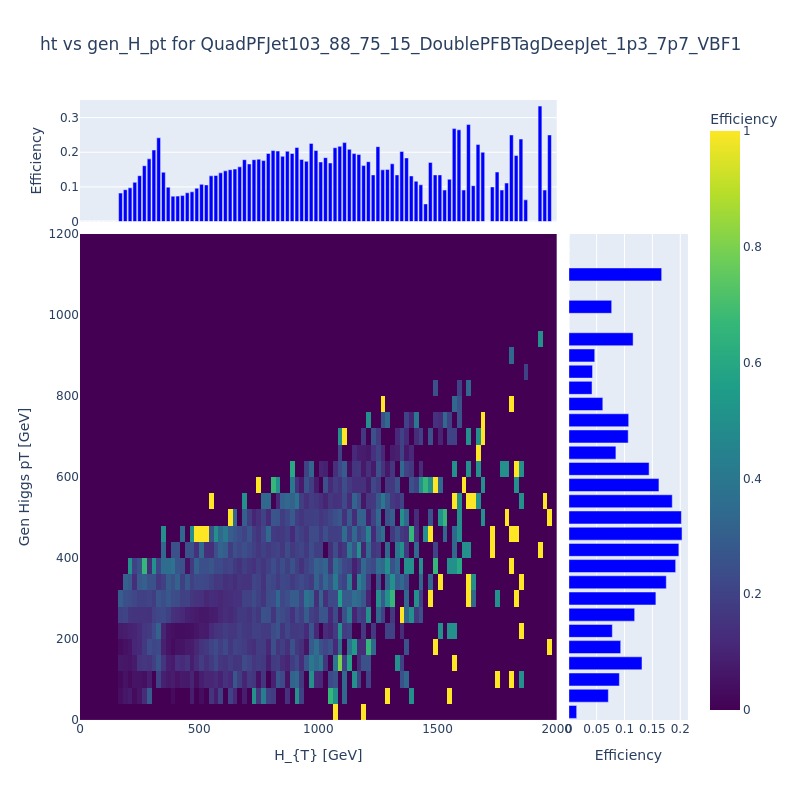 ht vs gen_H_pt for QuadPFJet103_88_75_15_DoublePFBTagDeepJet_1p3_7p7_VBF1
Efficiency
0.3
0.2
0.1
0
Efficiency
1
0.8
0.6
0.4
0.2
0
Gen Higgs pT [GeV]
1200
1000
800
600
400
200
0
0 500 1000 1500 2000
H_{T} [GeV]
0 0.05 0.1 0.15 0.2
Efficiency